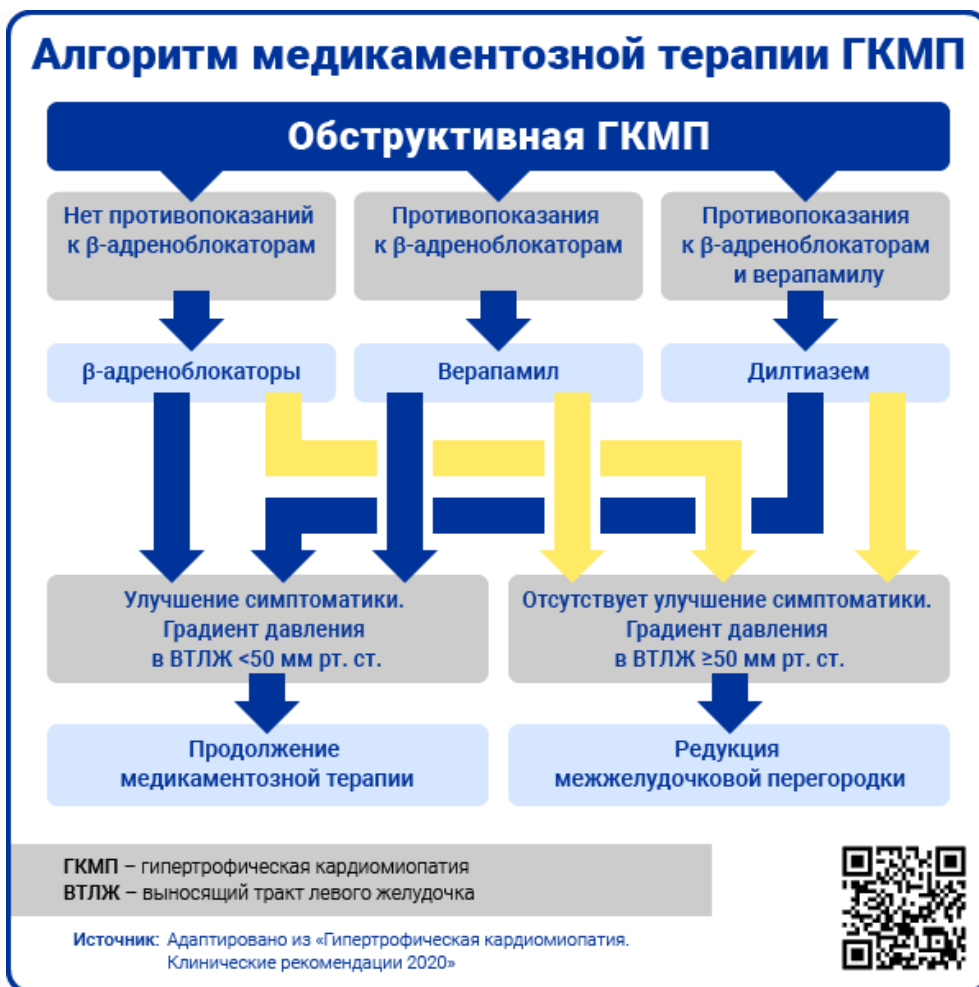 Алгоритм медикаментозной терапии ГКМП
Обструктивная ГКМП
Нет противопоказаний
к β-адреноблокаторам
Противопоказания
к β-адреноблокаторам
Противопоказания
к β-адреноблокаторам
и верапамилу
β-адреноблокаторы
Верапамил
Дилтиазем
Улучшение симптоматики.
Градиент давления
в ВТЛЖ <50 мм рт. ст.
Отсутствует улучшение симптоматики.
Градиент давления
в ВТЛЖ ≥50 мм рт. ст.
Продолжение
медикаментозной терапии
Редукция
межжелудочковой перегородки
ГКМП – гипертрофическая кардиомиопатия
ВТЛЖ – выносящий тракт левого желудочка
Источник: Адаптировано из «Гипертрофическая кардиомиопатия.
Клинические рекомендации 2020»